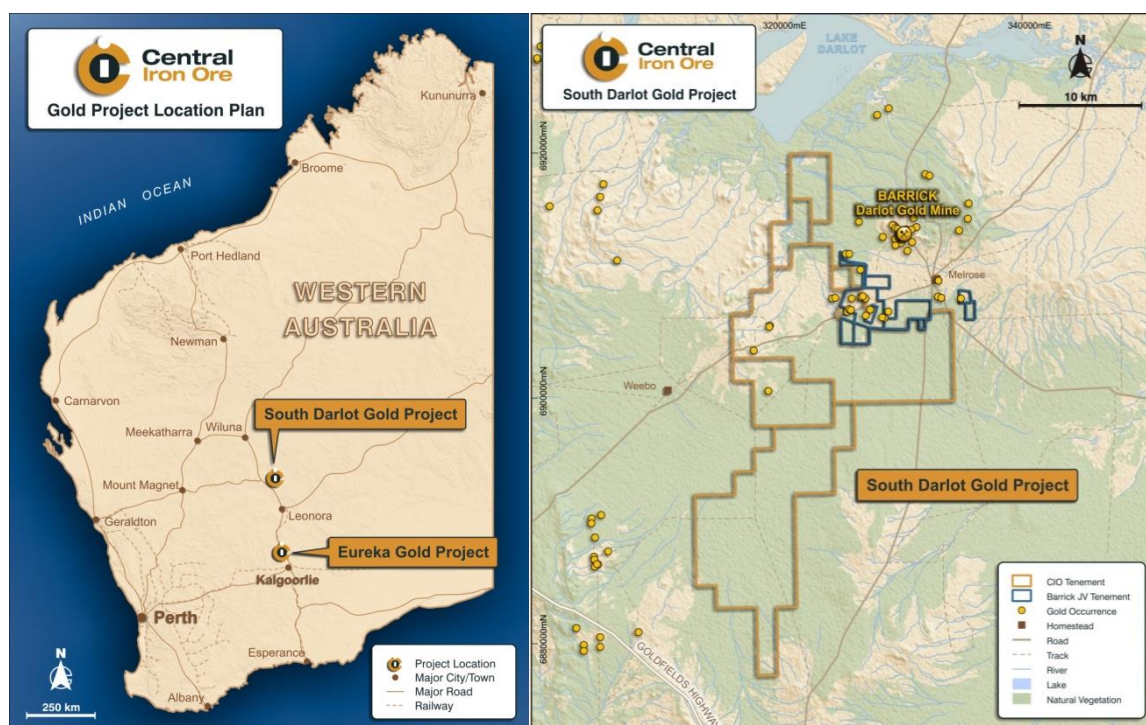 Central
Iron Ore
Gold Project Location Plan
Kununurra
Broome
INDIAN OCEAN
Port Hedland
WESTERN
AUSTRALIA
Newman
Carnarvon
South Darlot Gold Project
Meekatharra
Wiluna
Mount Magnet
Leonora
Geraldton
Eureka Gold Project
Kalgoorlie
Perth
Esperance
Albany
N
250 km
Project Location
Major City/Town
Major Road
Railway
Central
Iron Ore
South Darlot Gold Project
320000mE
340000mE
LAKE
DARLOT
N
10 km
6920000mN
BARRICK
Darlot Gold Mine
Melrose
Weebo
6900000mN
South Darlot Gold Project
6880000mN
GOLDFIELDS HIGHWAY
CIO Tenement
Barrick JV Tenement
Gold Occurrence
Homestead
Road
Track
River
Lake
Natural Vegetation